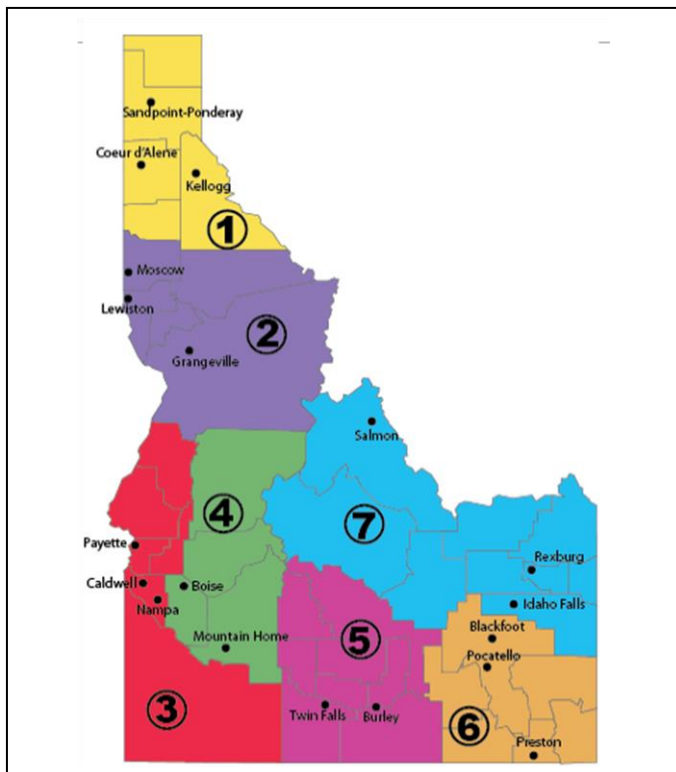 Sandpoint-Ponderay
Coeur d'Alene
Kellogg
1
Moscow
Lewiston
2
Grangeville
Salmon
4
7
Payette
Rexburg
Caldwell
Boise
Nampa
Idaho Falls
Blackfoot
Mountain Home
5
Pocatello
3
Twin Falls
Burley
6
Preston